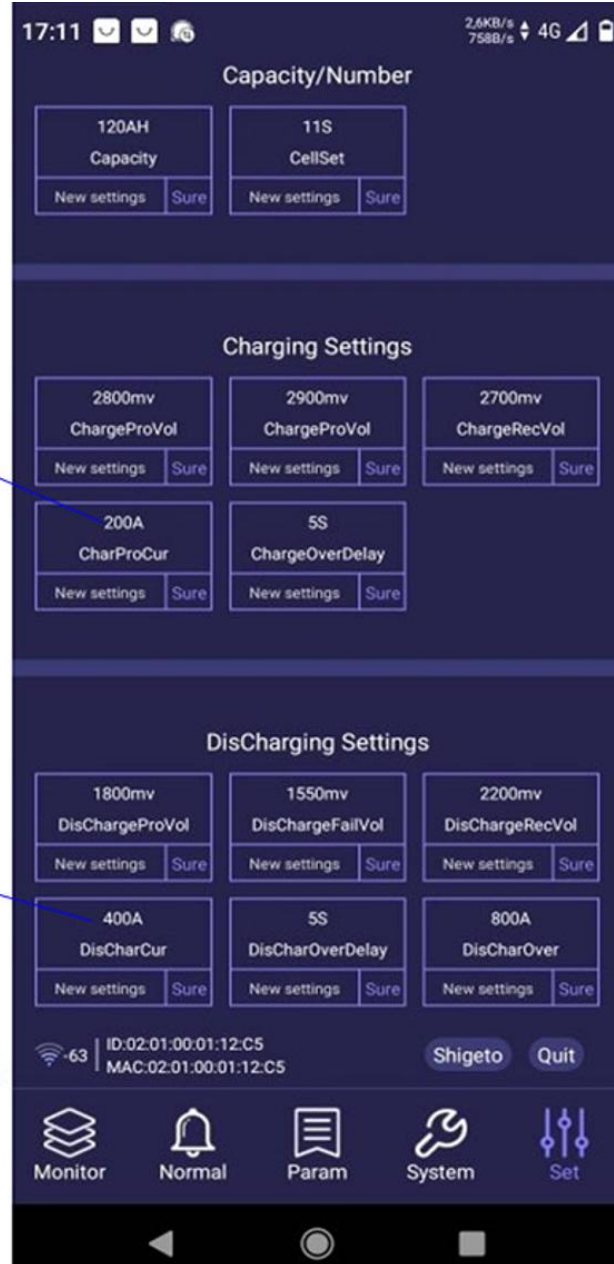 17:11
2,6KB/s
758B/s
4G
Capacity/Number
120AH
Capacity
New settings Sure
11S
CellSet
New settings Sure
Charging Settings
2800mv
ChargeProVol
New settings Sure
2900mv
ChargeProVol
New settings Sure
2700mv
ChargeRecVol
New settings Sure
200A
CharProCur
New settings Sure
5S
ChargeOverDelay
New settings Sure
DisCharging Settings
1800mv
DisChargeProVol
New settings Sure
1550mv
DisChargeFailVol
New settings Sure
2200mv
DisChargeRecVol
New settings Sure
400A
DisCharCur
New settings Sure
5S
DisCharOverDelay
New settings Sure
800A
DisCharOver
New settings Sure
-63
ID:02:01:00:01:12:C5
MAC:02:01:00:01:12:C5
Shigeto
Quit
Monitor
Normal
Param
System
Set